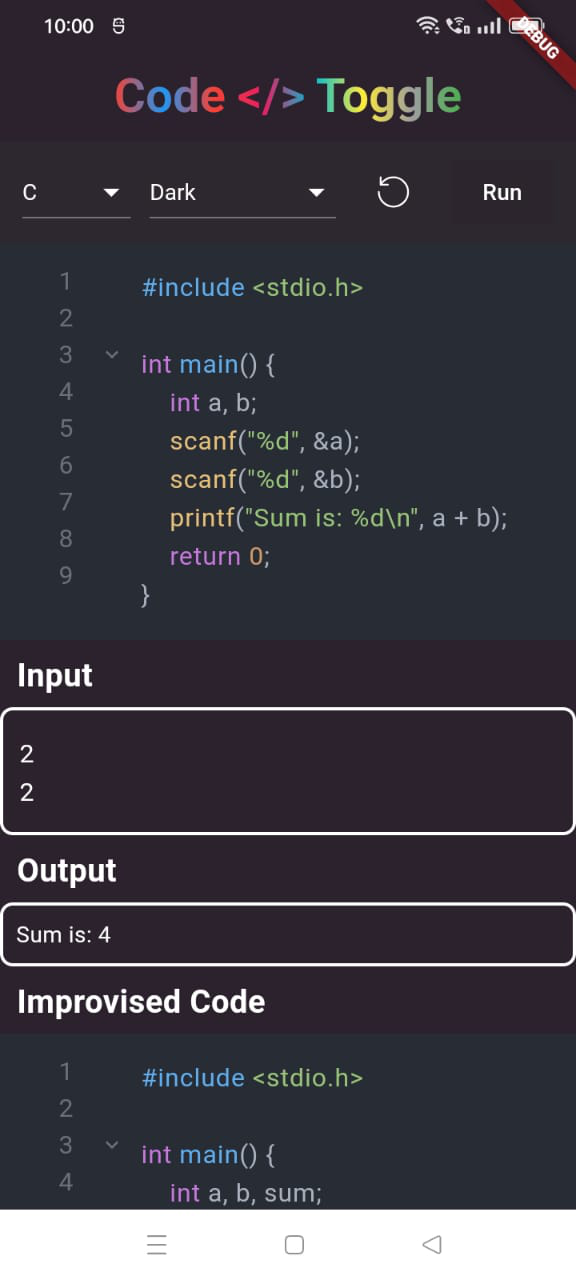 10:00
DEBUG
Code </> Toggle
C Dark Run
1 #include <stdio.h>
2
3 int main() {
4 int a, b;
5 scanf("%d", &a);
6 scanf("%d", &b);
7 printf("Sum is: %d\n", a + b);
8 return 0;
9 }
Input
2
2
Output
Sum is: 4
Improvised Code
1 #include <stdio.h>
2
3 int main() {
4 int a, b, sum;